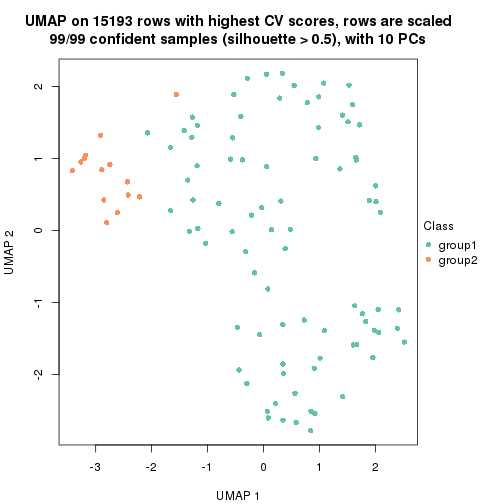 UMAP on 15193 rows with highest CV scores, rows are scaled
99/99 confident samples (silhouette > 0.5), with 10 PCs
2
1
0
-1
-2
UMAP 2
-3
-2
-1
0
1
2
UMAP 1
Class
group1
group2